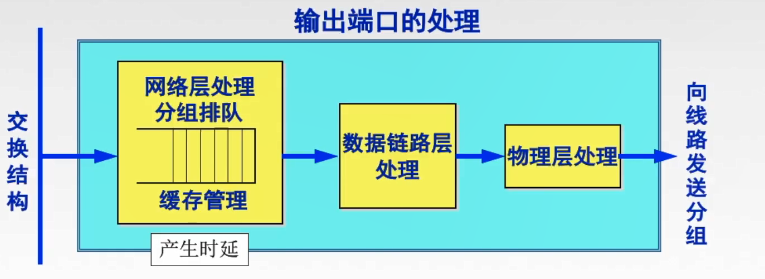 输出端口的处理
交换结构
网络层处理
分组排队
缓存管理
产生时延
数据链路层
处理
物理层处理
向线路发送分组